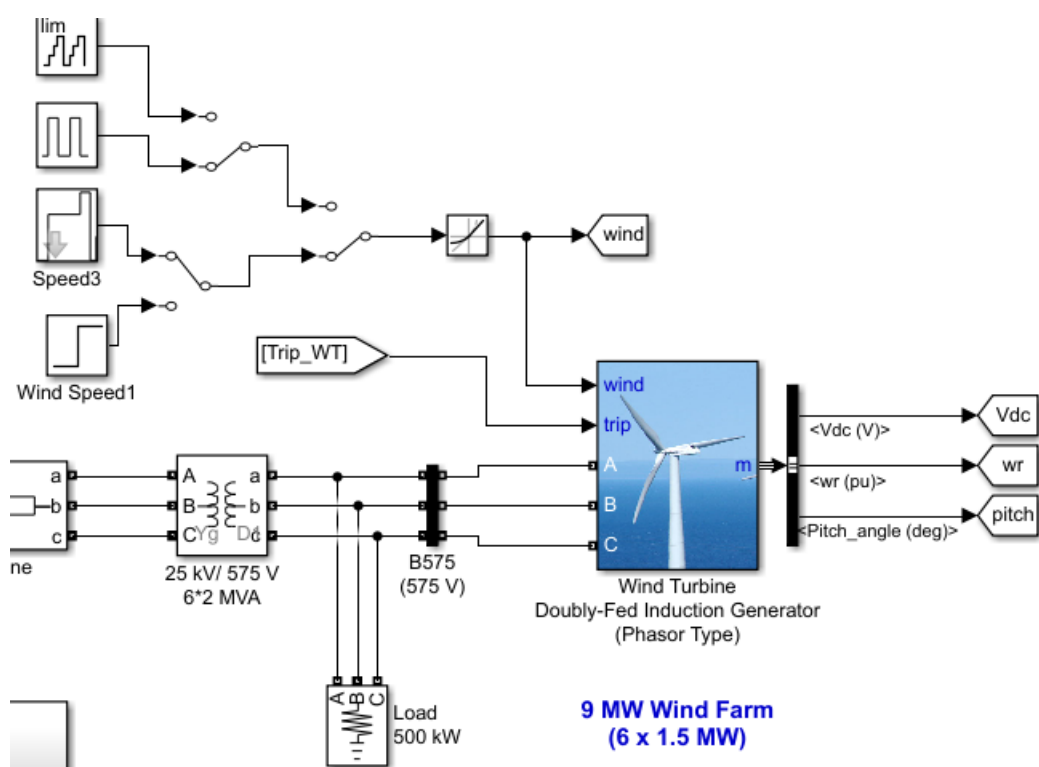 lim
Speed3
wind
Wind Speed1
[Trip_WT]
wind
trip
A
B
C
m
<Vdc (V)>
Vdc
<wr (pu)>
wr
<Pitch_angle (deg)>
pitch
a
b
c
ne
A
B
C
Yg
a
b
c
25 kV/ 575 V
6*2 MVA
B575
(575 V)
Wind Turbine
Doubly-Fed Induction Generator
(Phasor Type)
A
B
C
Load
500 kW
9 MW Wind Farm
(6 x 1.5 MW)